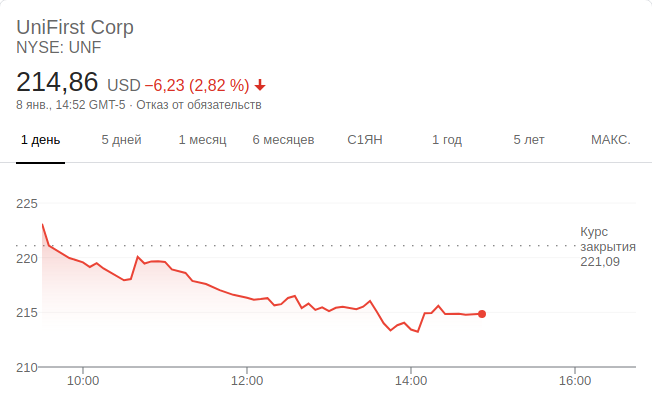 UniFirst Corp
NYSE: UNF
214,86 USD −6,23 (2,82 %)
8 янв., 14:52 GMT-5 · Отказ от обязательств
1 день 5 дней 1 месяц 6 месяцев С1ЯН 1 год 5 лет МАКС.
225
Курс
закрытия
221,09
220
215
210
10:00 12:00 14:00 16:00